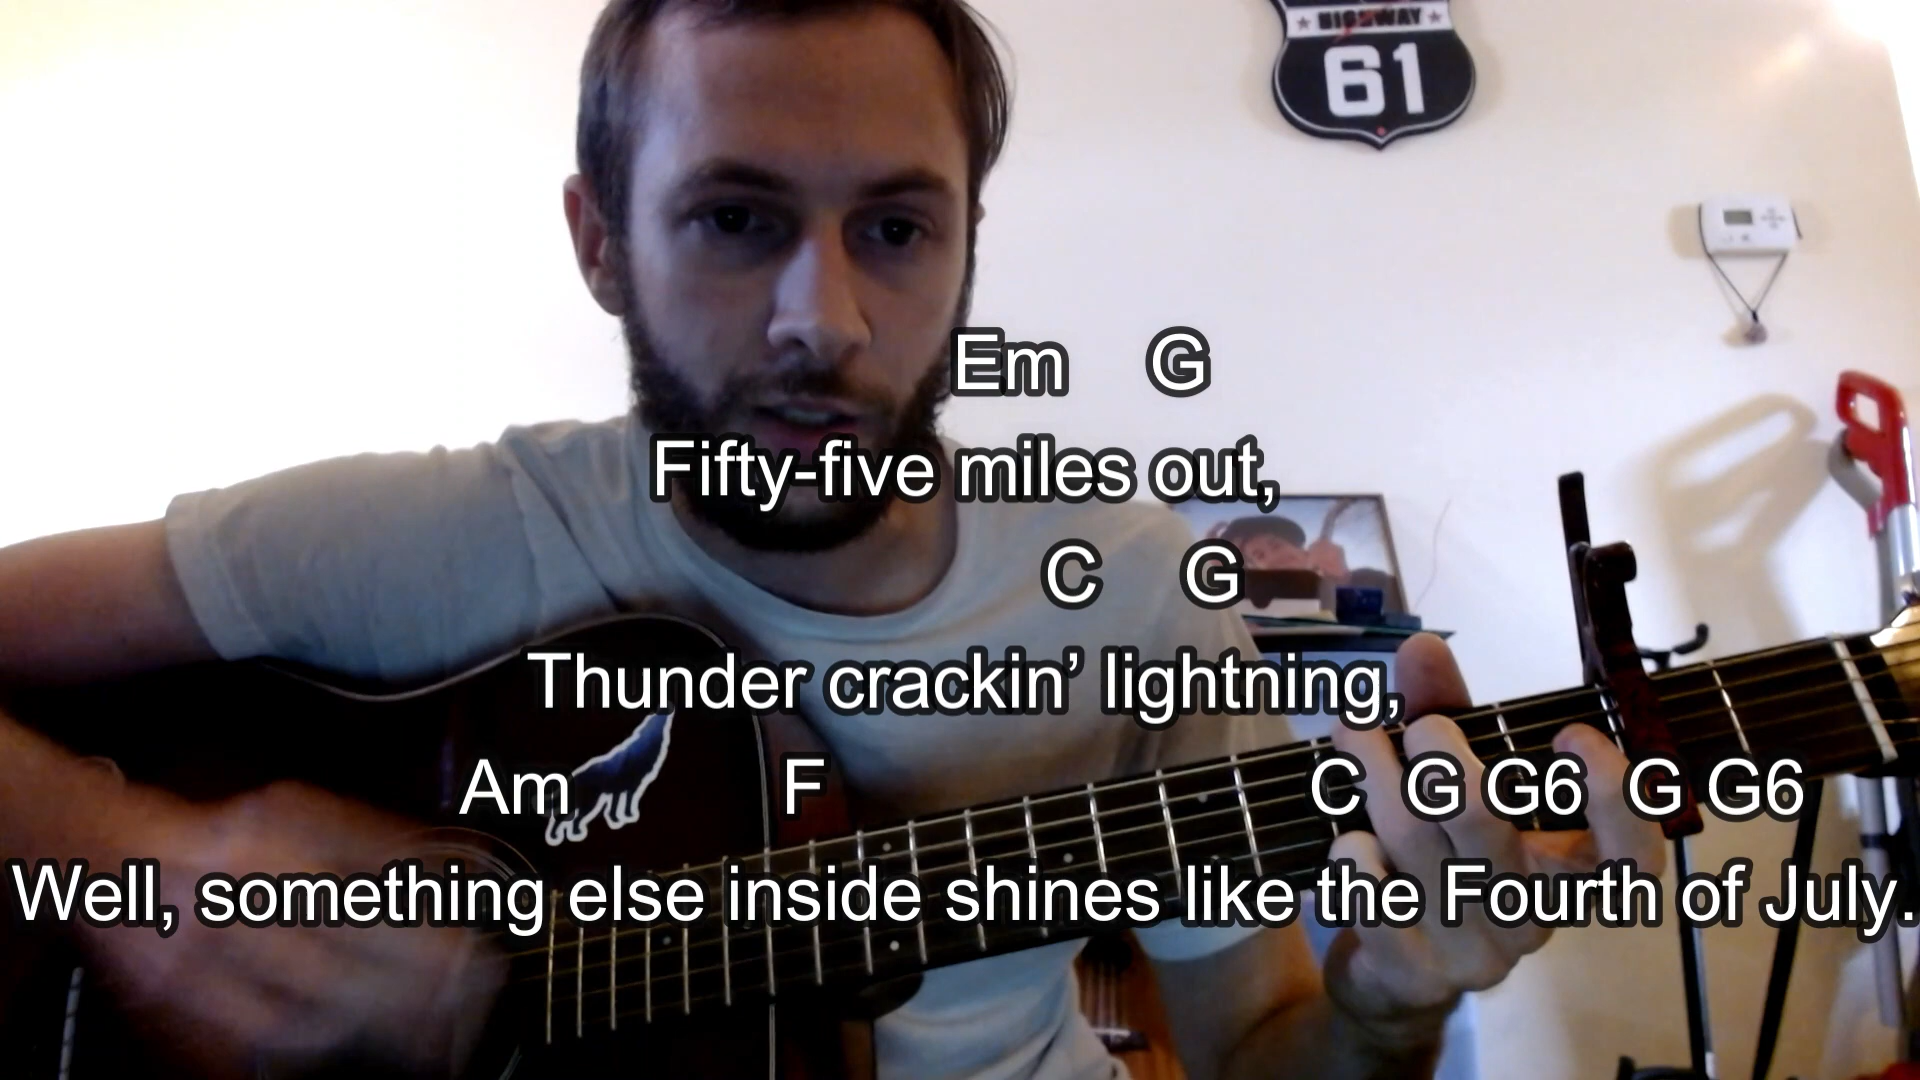 HIGHWAY
61
Em G
Fifty-five miles out,
C G
Thunder crackin’ lightning,
Am F C G G6 G G6
Well, something else inside shines like the Fourth of July.